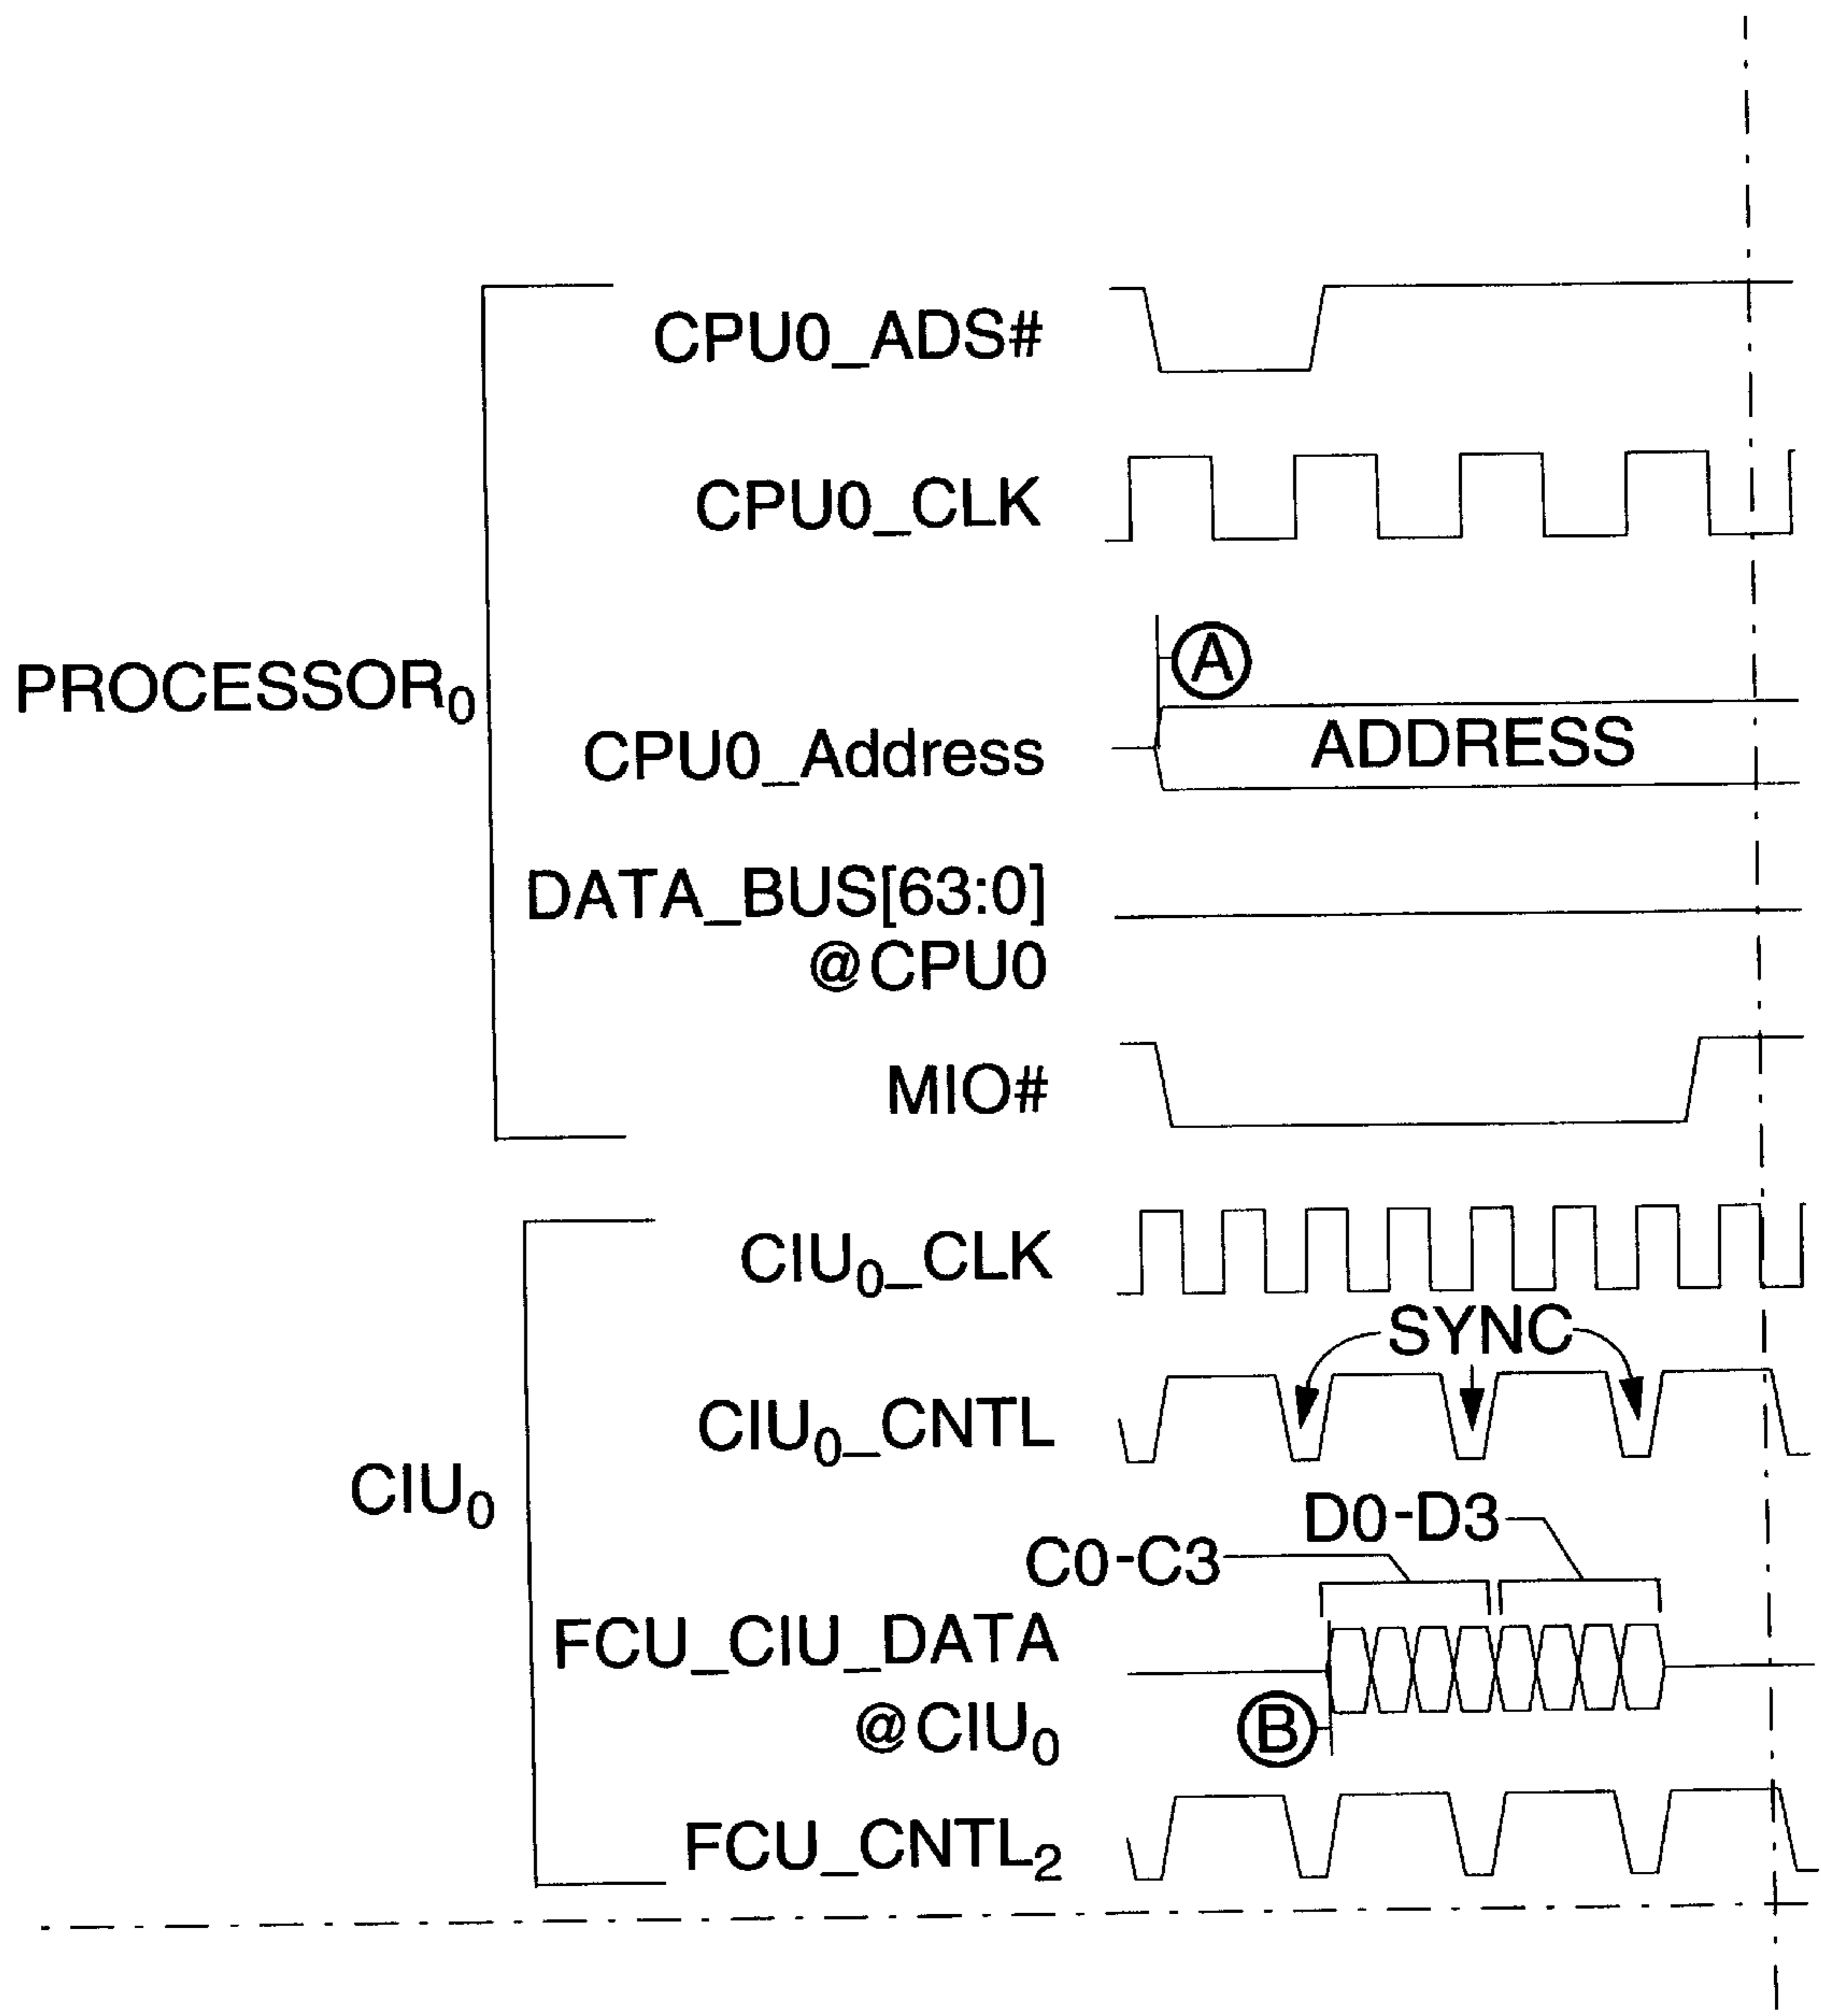 CPU0_ADS#
CPU0_CLK
A
PROCESSOR₀
CPU0_Address
ADDRESS
DATA_BUS[63:0]
@CPU0
MIO#
CIU₀_CLK
SYNC
CIU₀_CNTL
CIU₀
D0-D3
C0-C3
FCU_CIU_DATA
@CIU₀
B
FCU_CNTL₂